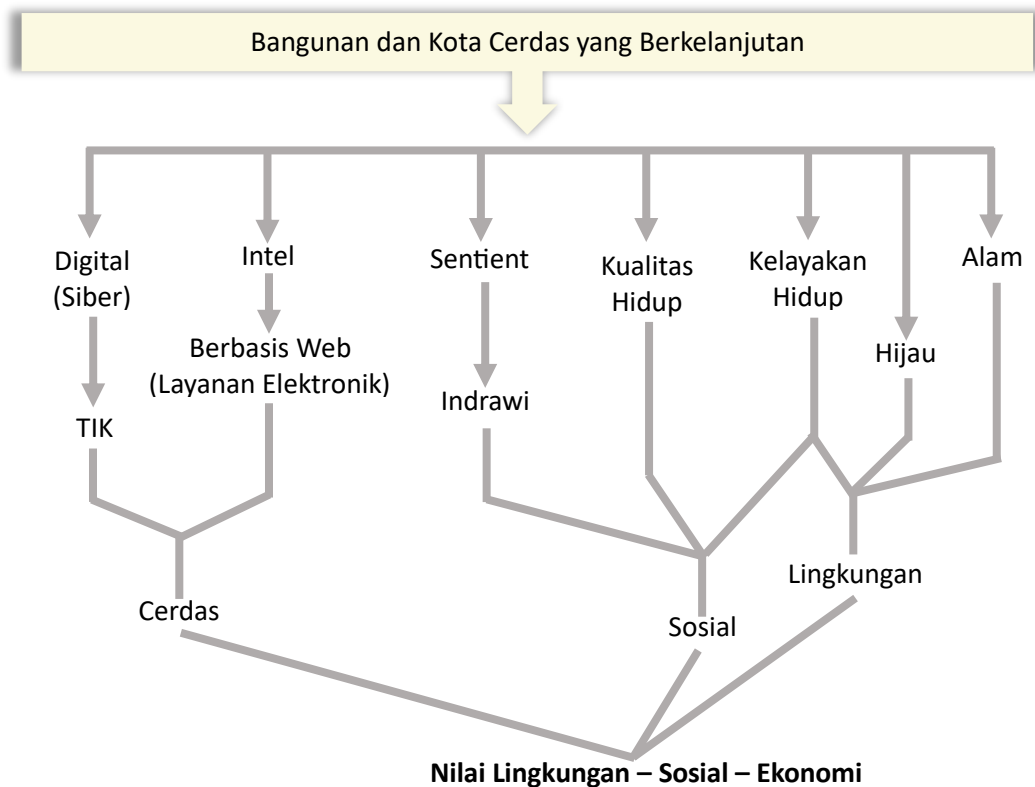 Bangunan dan Kota Cerdas yang Berkelanjutan
Digital
(Siber)
Intel
Sentient
Kualitas
Hidup
Kelayakan
Hidup
Alam
Hijau
Berbasis Web
(Layanan Elektronik)
Indrawi
TIK
Lingkungan
Cerdas
Sosial
Nilai Lingkungan – Sosial – Ekonomi